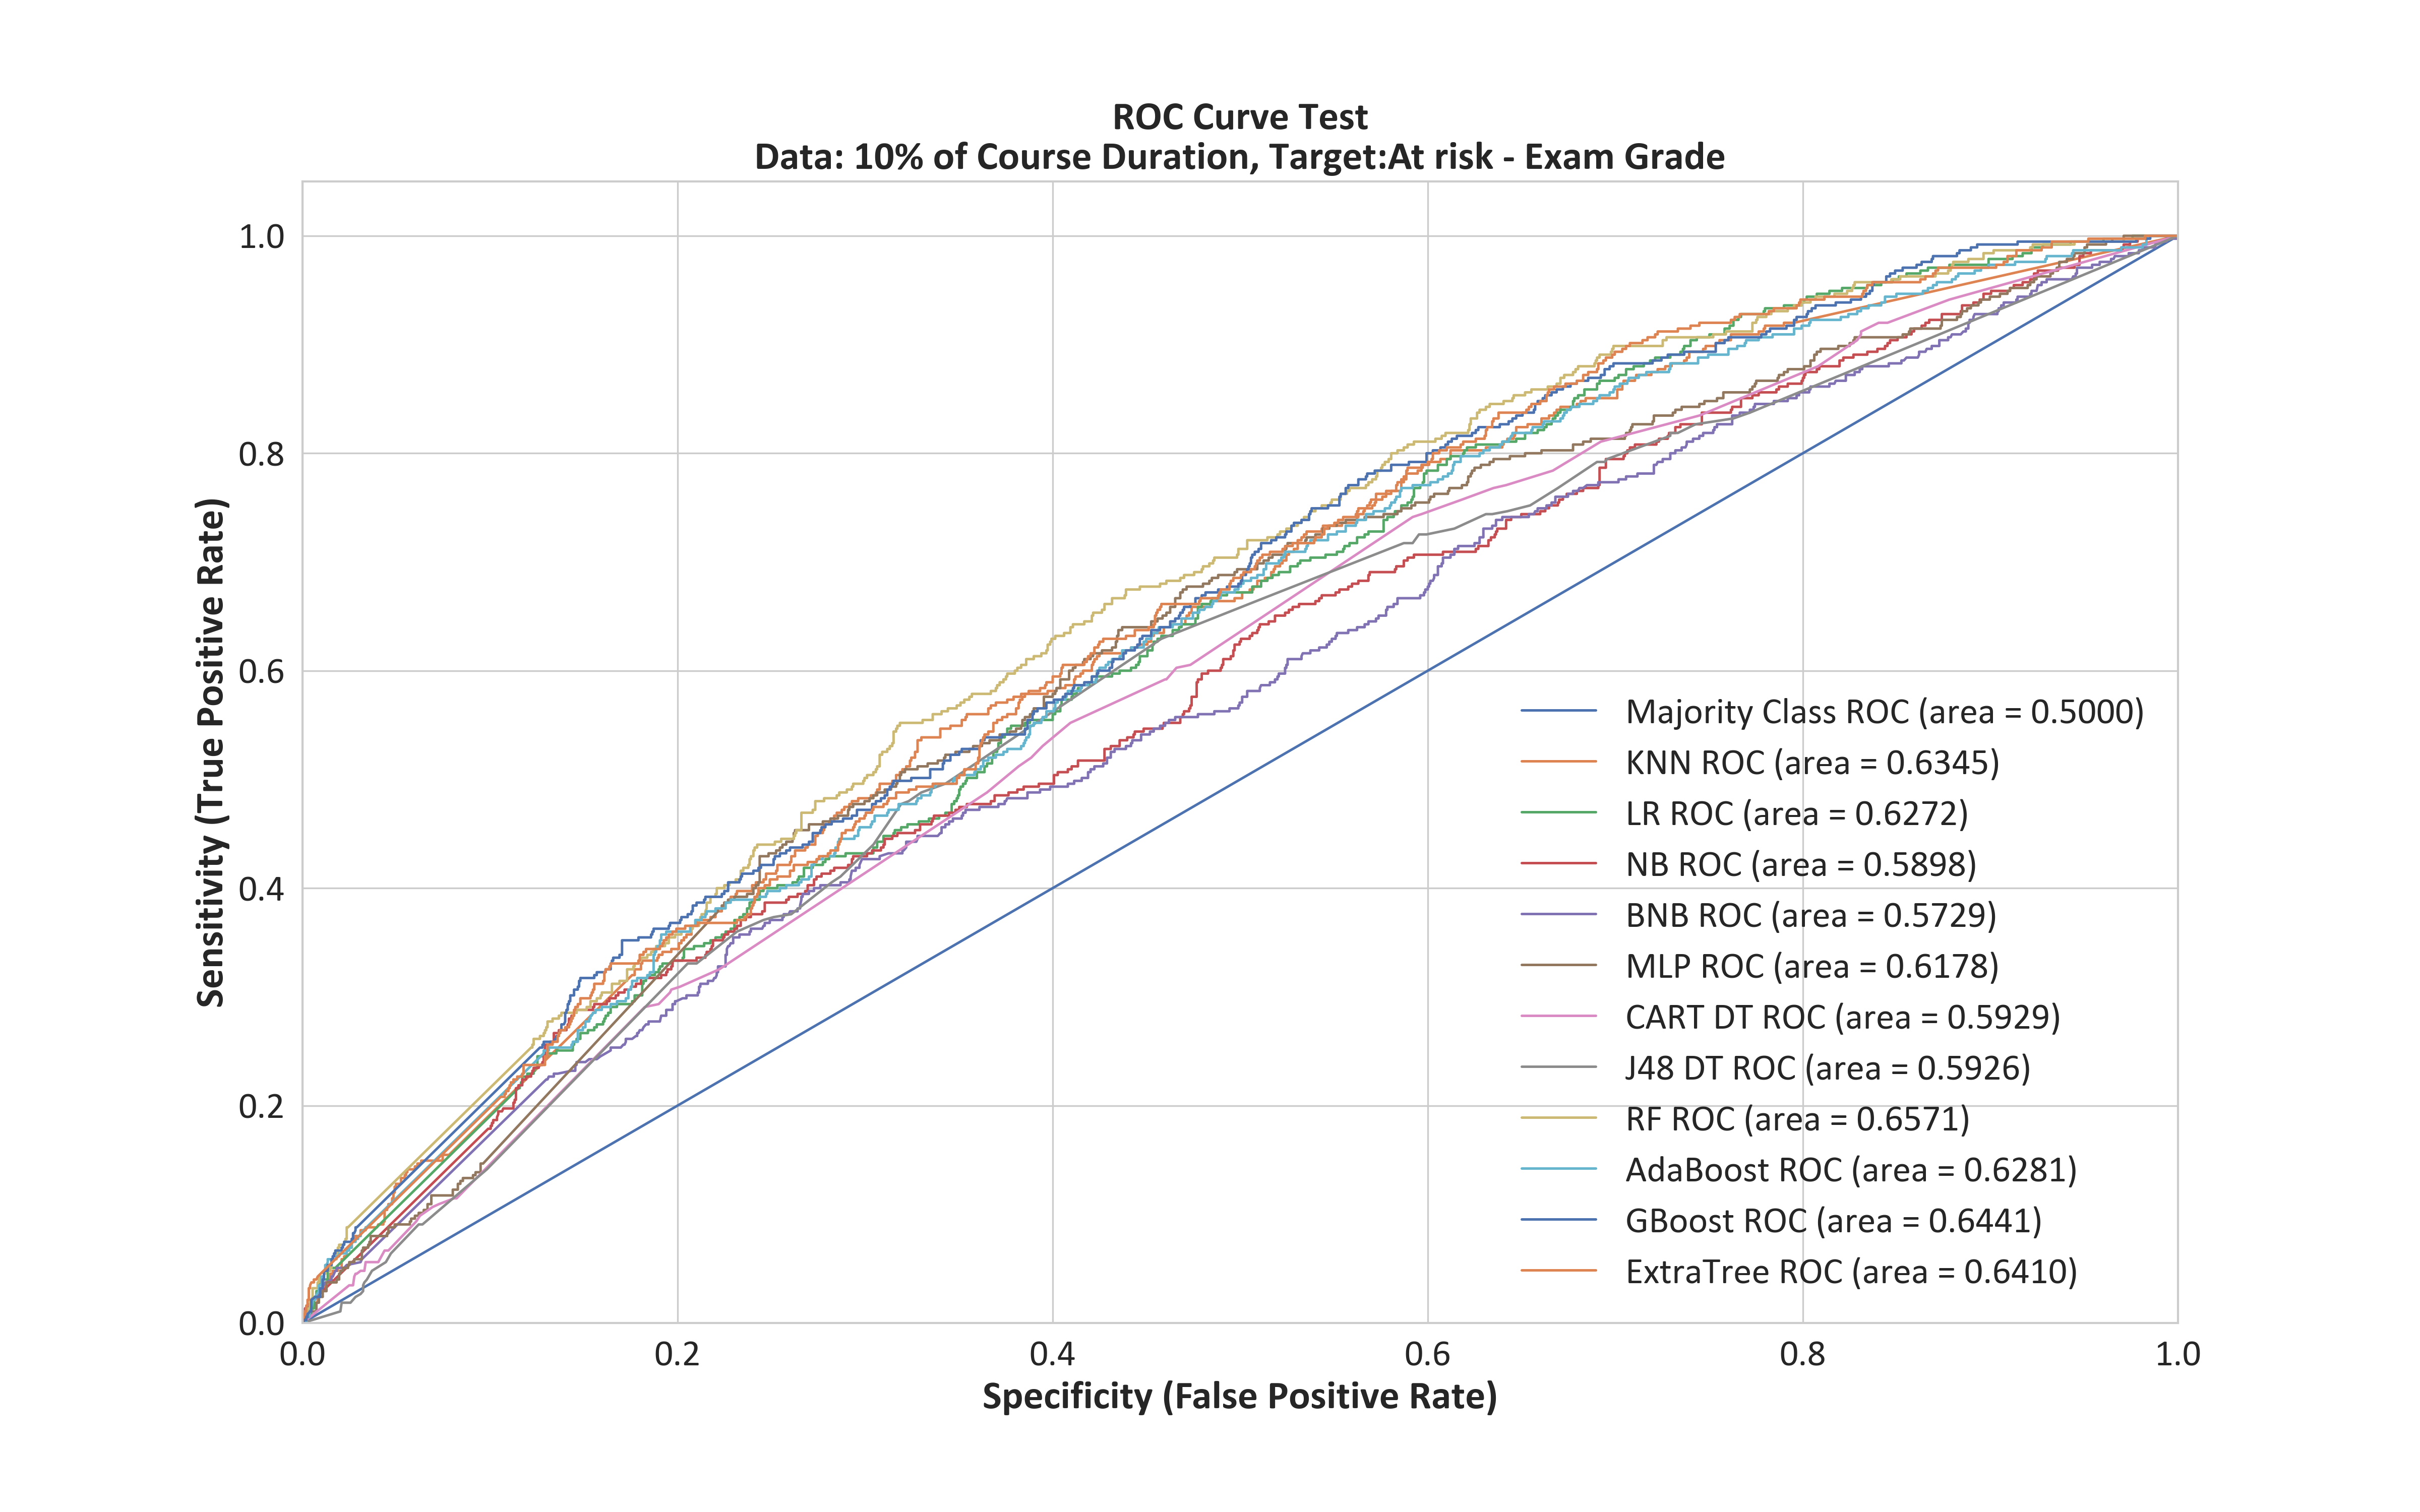 ROC Curve Test
Data: 10% of Course Duration, Target:At risk - Exam Grade
Sensitivity (True Positive Rate)
1.0
0.8
0.6
0.4
0.2
0.0
Majority Class ROC (area = 0.5000)
KNN ROC (area = 0.6345)
LR ROC (area = 0.6272)
NB ROC (area = 0.5898)
BNB ROC (area = 0.5729)
MLP ROC (area = 0.6178)
CART DT ROC (area = 0.5929)
J48 DT ROC (area = 0.5926)
RF ROC (area = 0.6571)
AdaBoost ROC (area = 0.6281)
GBoost ROC (area = 0.6441)
ExtraTree ROC (area = 0.6410)
0.0 0.2 0.4 0.6 0.8 1.0
Specificity (False Positive Rate)